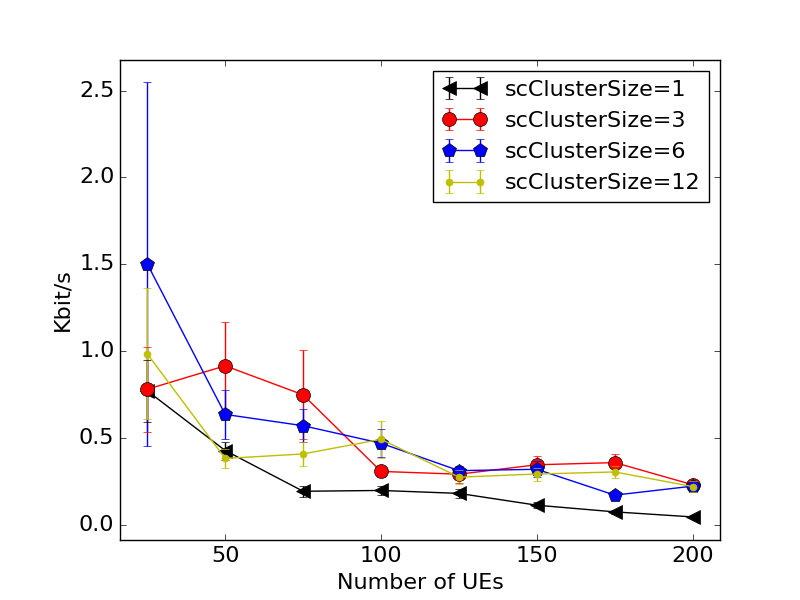 2.5
2.0
1.5
1.0
0.5
0.0
Kbit/s
scClusterSize=1
scClusterSize=3
scClusterSize=6
scClusterSize=12
50
100
150
200
Number of UEs